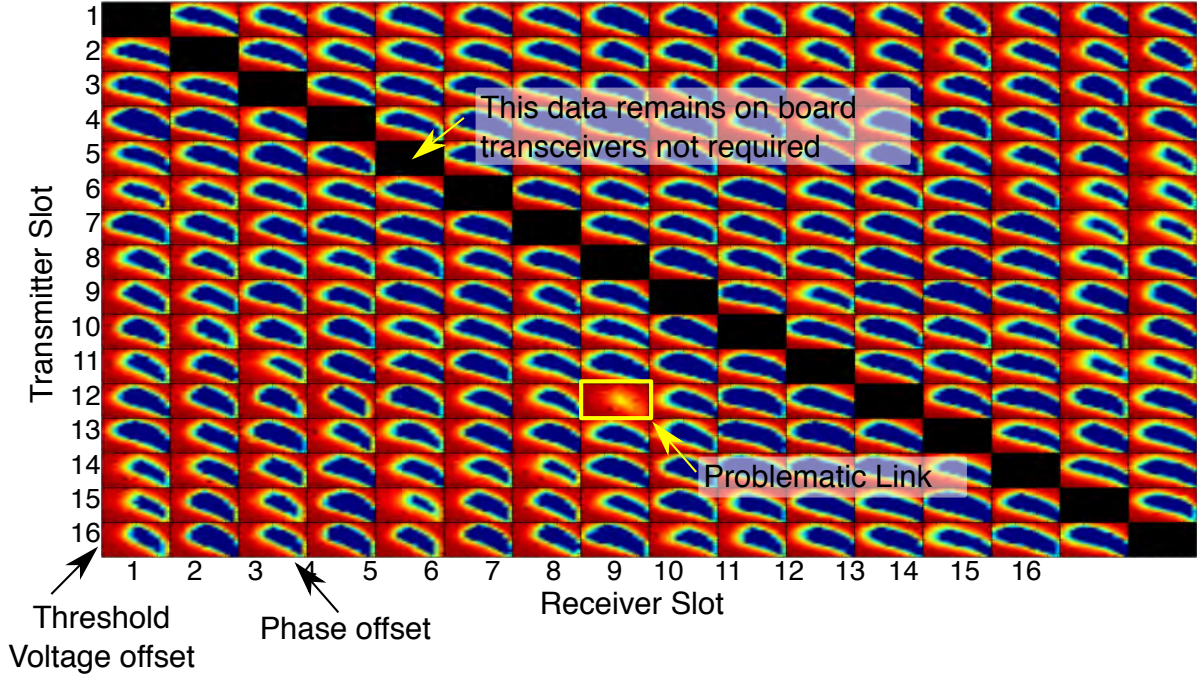 1
2
3
4
5
6
7
8
9
10
11
12
13
14
15
16
Transmitter Slot
This data remains on board
transceivers not required
Problematic Link
1 2 3 4 5 6 7 8 9 10 11 12 13 14 15 16
Receiver Slot
Threshold
Voltage offset
Phase offset